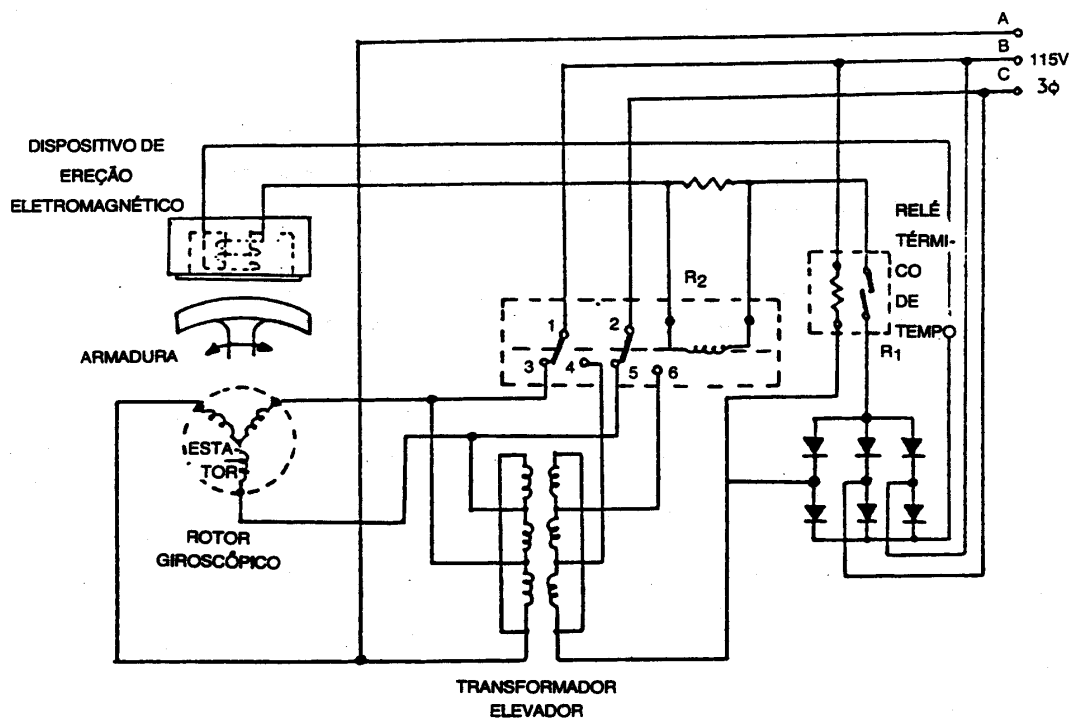 A
B
115V
C
3ϕ
DISPOSITIVO DE
EREÇÃO
ELETROMAGNÉTICO
RELÉ
TÉRMI-
CO
DE
TEMPO
R1
R2
1
2
3
4
5
6
ARMADURA
ESTA-
TOR
ROTOR
GIROSCÓPICO
TRANSFORMADOR
ELEVADOR